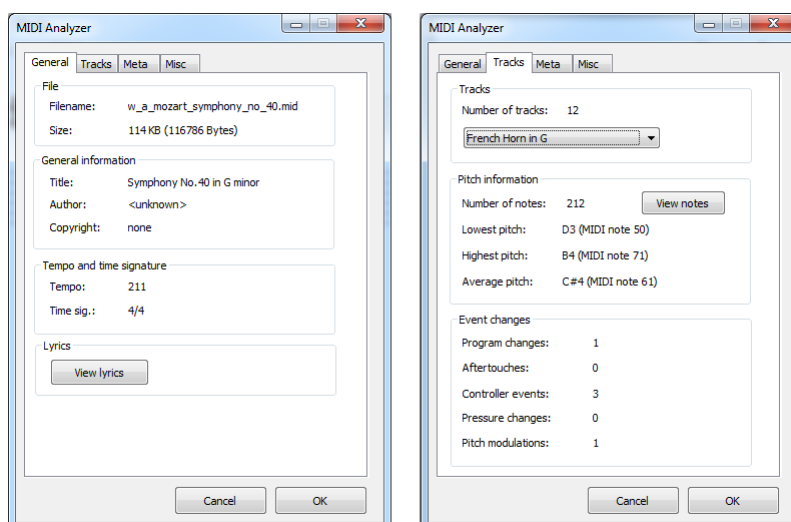 MIDI Analyzer
General Tracks Meta Misc
File
Filename: w_a_mozart_symphony_no_40.mid
Size: 114 KB (116786 Bytes)
General information
Title: Symphony No.40 in G minor
Author: <unknown>
Copyright: none
Tempo and time signature
Tempo: 211
Time sig.: 4/4
Lyrics
View lyrics
Cancel OK
MIDI Analyzer
General Tracks Meta Misc
Tracks
Number of tracks: 12
French Horn in G
Pitch information
Number of notes: 212 View notes
Lowest pitch: D3 (MIDI note 50)
Highest pitch: B4 (MIDI note 71)
Average pitch: C#4 (MIDI note 61)
Event changes
Program changes: 1
Aftertouches: 0
Controller events: 3
Pressure changes: 0
Pitch modulations: 1
Cancel OK